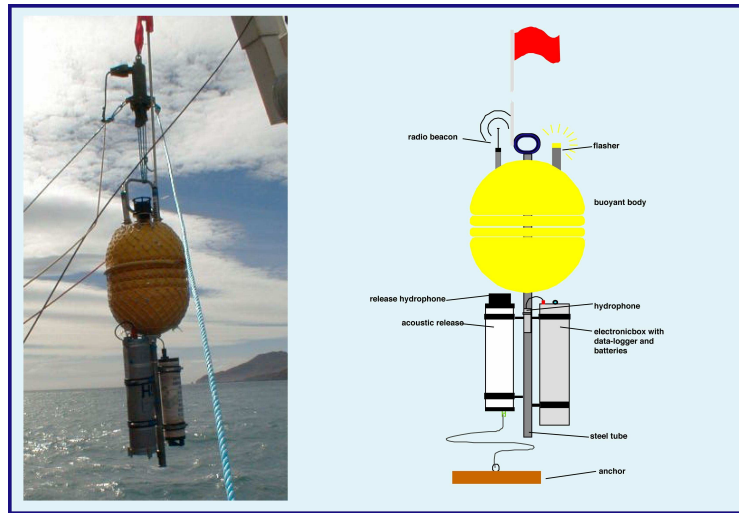 radio beacon
flasher
buoyant body
release hydrophone
hydrophone
acoustic release
electronicbox with
data-logger and
batteries
steel tube
anchor
H